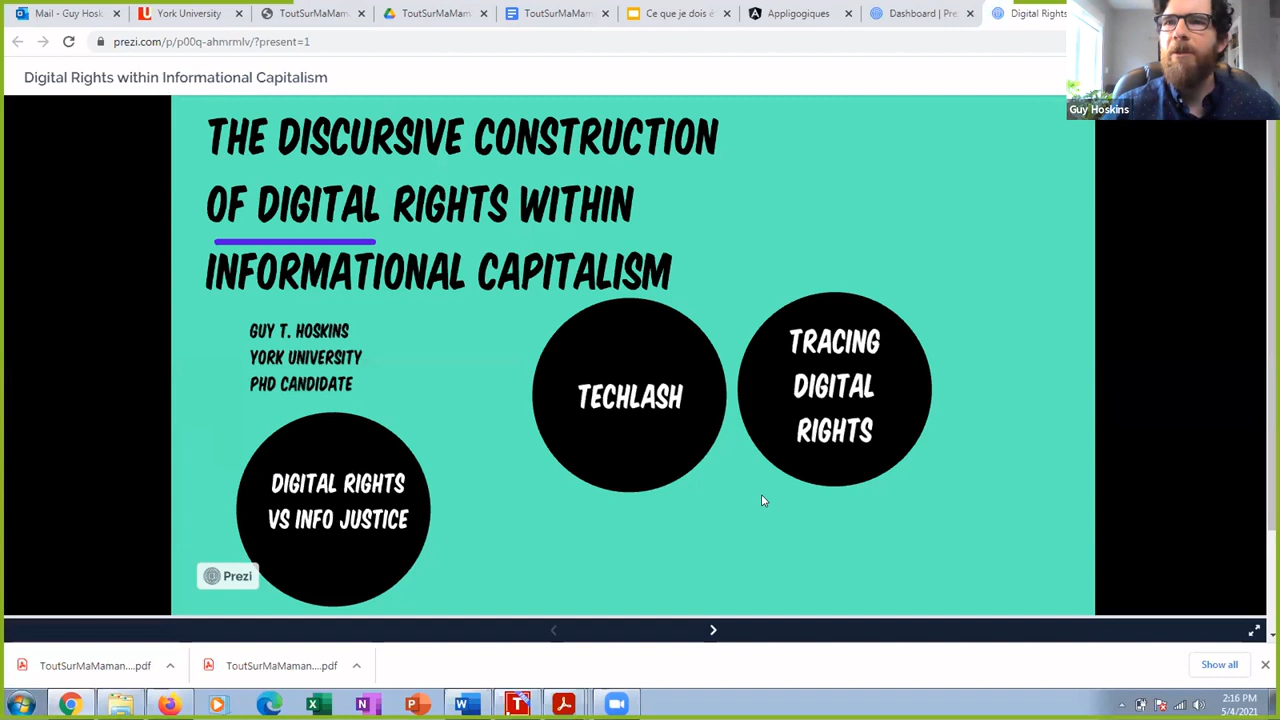 Mail - Guy Hosk
York University
ToutSurMaMam
ToutSurMaMam
ToutSurMaMam
Ce que je dois é
Appligogiques
Dashboard | Pre
Digital Rights
prezi.com/p/p00q-ahmrmlv/?present=1
Digital Rights within Informational Capitalism
Guy Hoskins
THE DISCURSIVE CONSTRUCTION
OF DIGITAL RIGHTS WITHIN
INFORMATIONAL CAPITALISM
GUY T. HOSKINS
YORK UNIVERSITY
PHD CANDIDATE
TECHLASH
TRACING
DIGITAL
RIGHTS
DIGITAL RIGHTS
VS INFO JUSTICE
Prezi
ToutSurMaMaman....pdf
ToutSurMaMaman....pdf
Show all
2:16 PM
5/4/2021